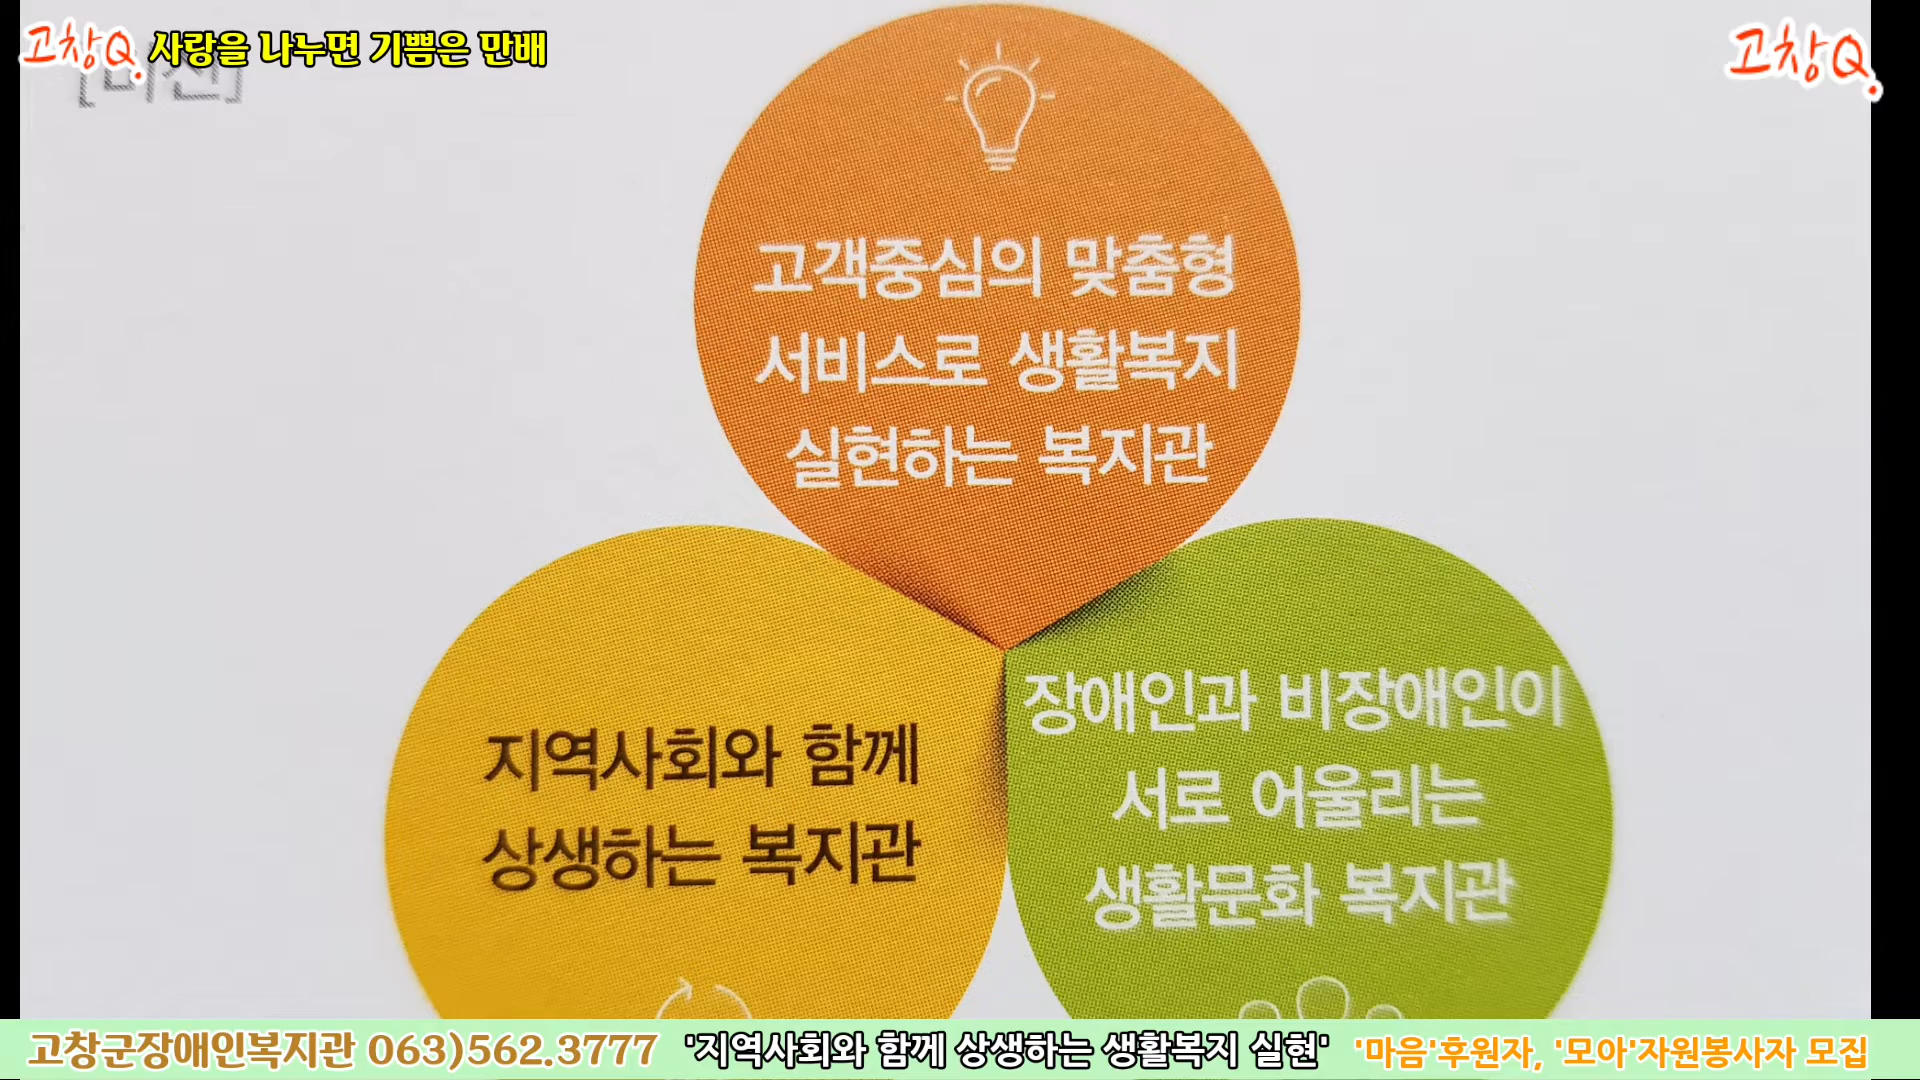 고창Q. 사랑을 나누면 기쁨은 만배
고창Q.
[비전]
고객중심의 맞춤형
서비스로 생활복지
실현하는 복지관
지역사회와 함께
상생하는 복지관
장애인과 비장애인이
서로 어울리는
생활문화 복지관
고창군장애인복지관 063)562.3777 '지역사회와 함께 상생하는 생활복지 실현' '마음'후원자, '모아'자원봉사자 모집